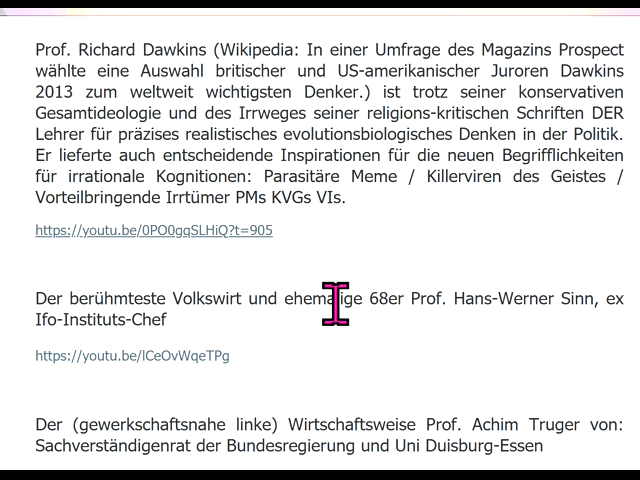 Prof. Richard Dawkins (Wikipedia: In einer Umfrage des Magazins Prospect
wählte eine Auswahl britischer und US-amerikanischer Juroren Dawkins
2013 zum weltweit wichtigsten Denker.) ist trotz seiner konservativen
Gesamtideologie und des Irrweges seiner religions-kritischen Schriften DER
Lehrer für präzises realistisches evolutionsbiologisches Denken in der Politik.
Er lieferte auch entscheidende Inspirationen für die neuen Begrifflichkeiten
für irrationale Kognitionen: Parasitäre Meme / Killerviren des Geistes /
Vorteilbringende Irrtümer PMs KVGs VIs.
https://youtu.be/0PO0gqSLHiQ?t=905
Der berühmteste Volkswirt und ehemalige 68er Prof. Hans-Werner Sinn, ex
Ifo-Instituts-Chef
https://youtu.be/lCeOvWqeTPg
Der (gewerkschaftsnahe linke) Wirtschaftsweise Prof. Achim Truger von:
Sachverständigenrat der Bundesregierung und Uni Duisburg-Essen